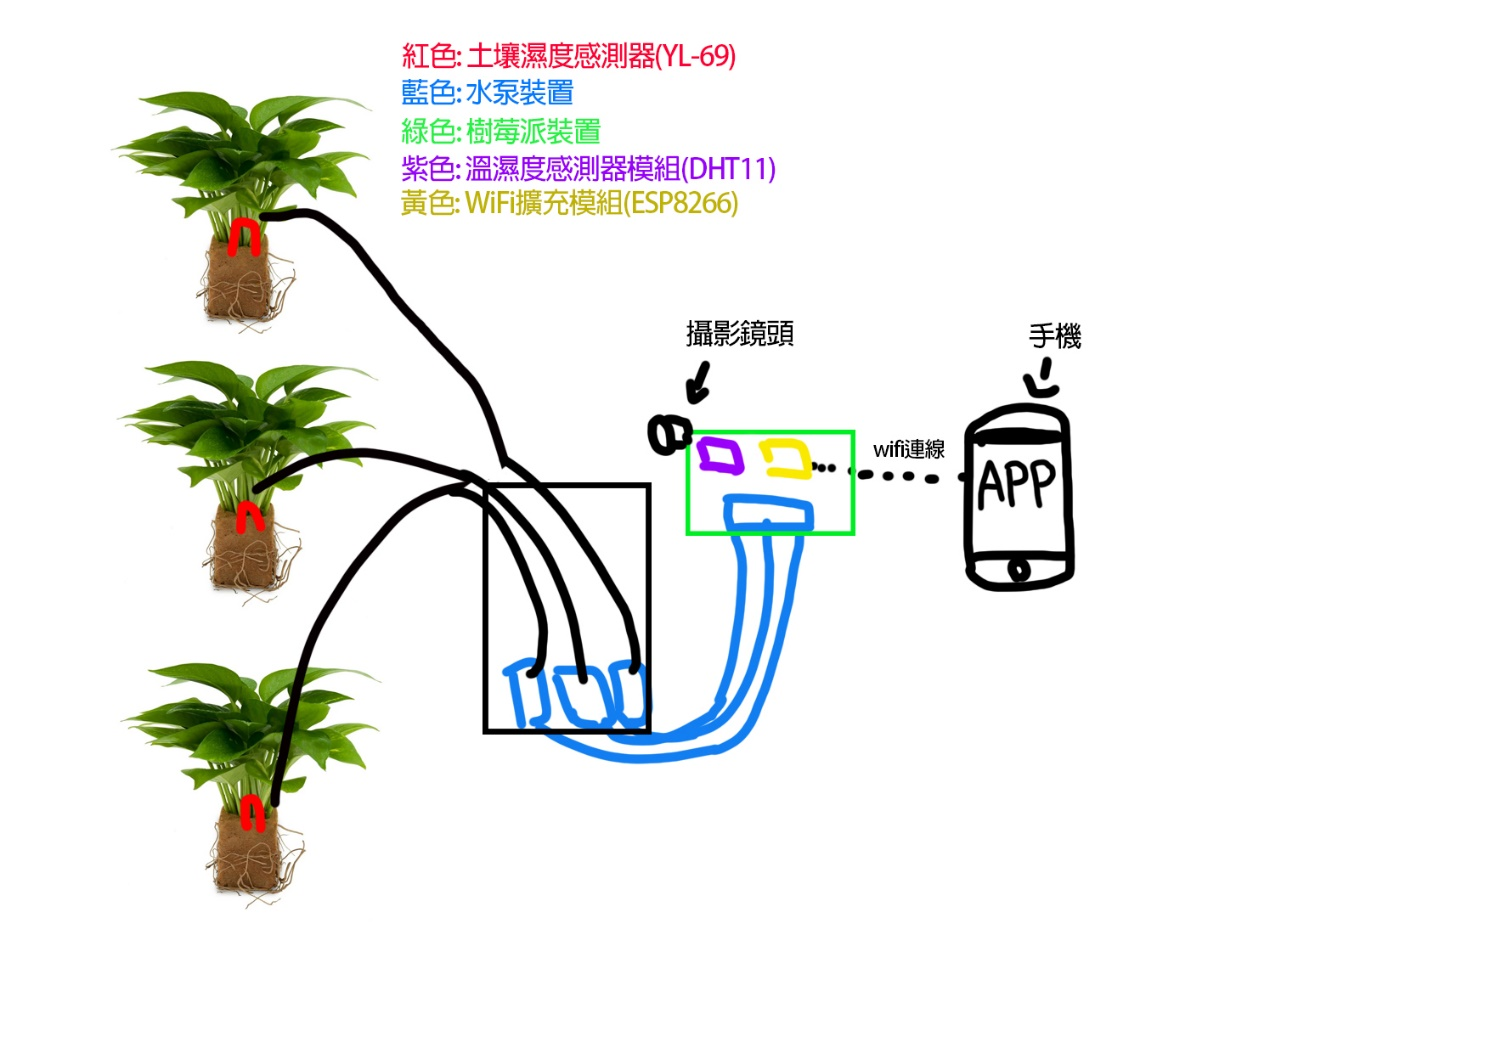 紅色: 土壤濕度感測器(YL-69)
藍色: 水泵裝置
綠色: 樹莓派裝置
紫色: 溫濕度感測器模組(DHT11)
黃色: WiFi擴充模組(ESP8266)
攝影鏡頭
手機
wifi連線
APP